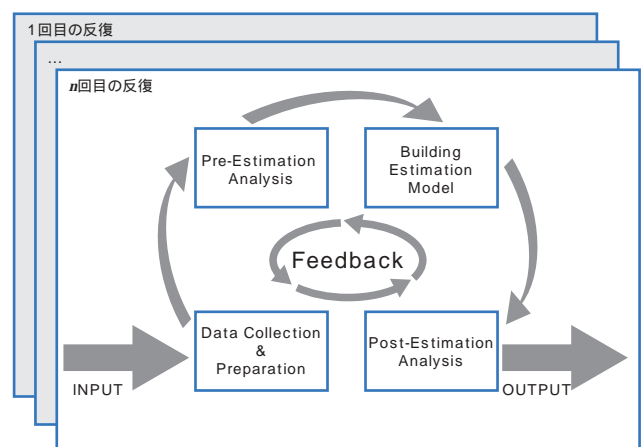 1回目の反復
...
n回目の反復
Pre-Estimation
Analysis
Building
Estimation
Model
Feedback
Data Collection
&
Preparation
Post-Estimation
Analysis
INPUT
OUTPUT